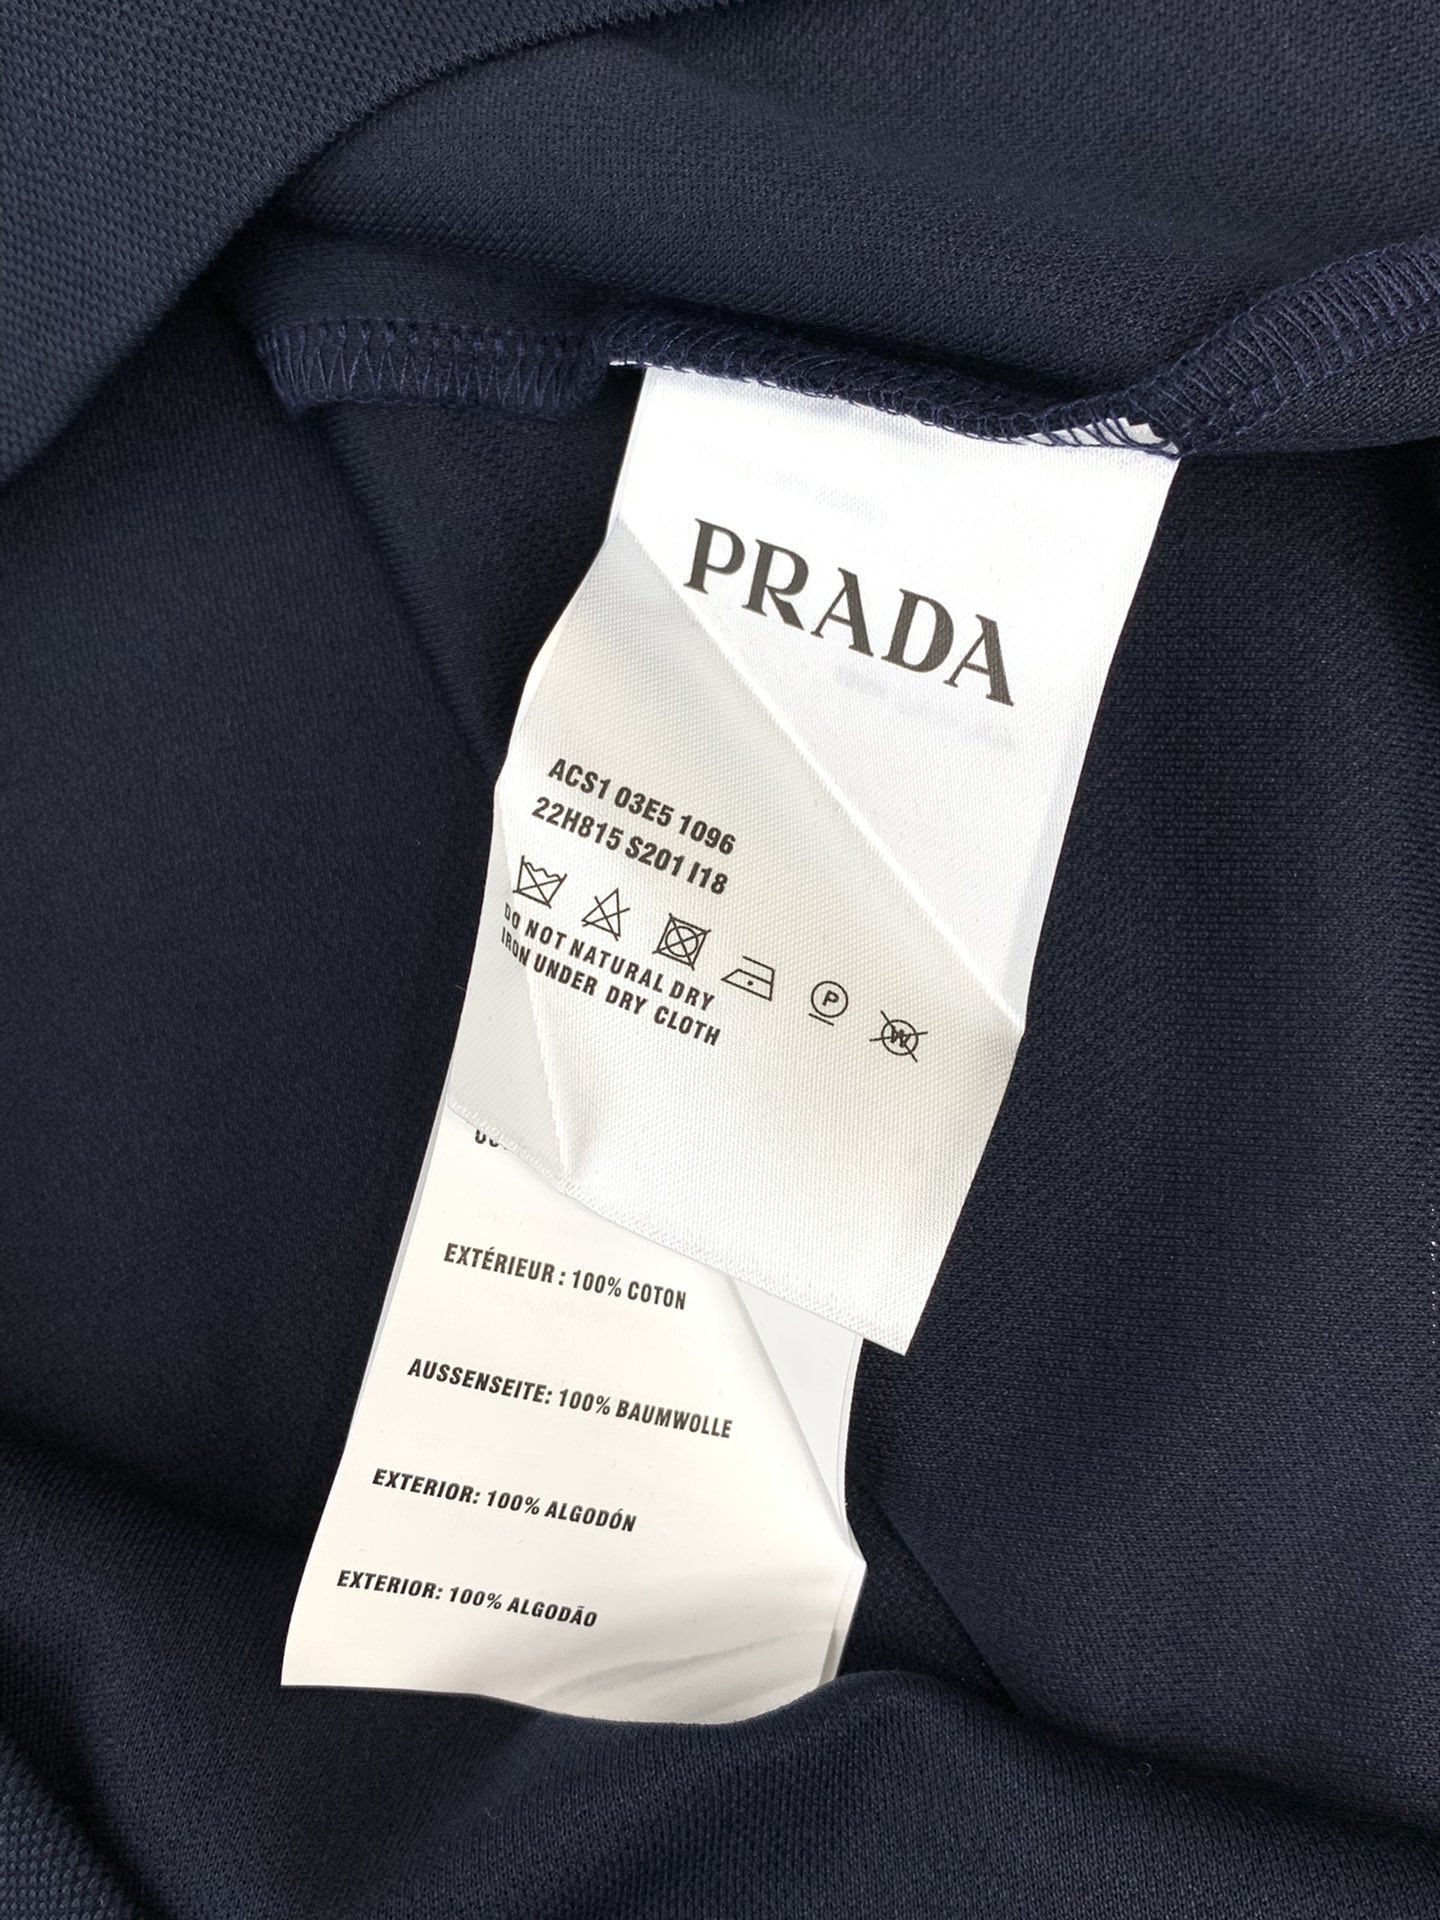 PRADA
ACS1 03E5 1096
22H815 S201 I18
DO NOT NATURAL DRY
IRON UNDER DRY CLOTH
P
W
EXTÉRIEUR : 100% COTON
AUSSENSEITE: 100% BAUMWOLLE
EXTERIOR: 100% ALGODÓN
EXTERIOR: 100% ALGODÃO